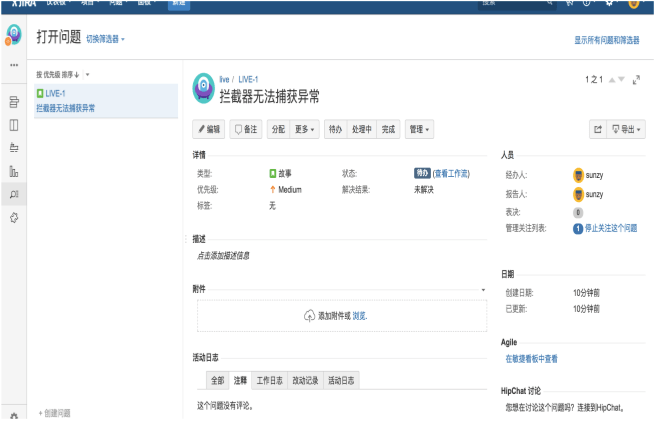 JIRA 仪表板 项目 问题 面板 新建 搜索
打开问题 切换筛选器
显示所有问题和筛选器
按 优先级 排序 ↓
LIVE-1
拦截器无法捕获异常
+ 创建问题
live / LIVE-1
拦截器无法捕获异常
1 2 1
编辑 备注 分配 更多 待办 处理中 完成 管理 导出
详情
类型: 故事 状态: 待办 (查看工作流)
优先级: Medium 解决结果: 未解决
标签: 无
描述
点击添加描述信息
附件
添加附件或 浏览.
活动日志
全部 注释 工作日志 改动记录 活动日志
这个问题没有评论。
人员
经办人: sunzy
报告人: sunzy
表决: 0
管理关注列表: 1 停止关注这个问题
日期
创建日期: 10分钟前
已更新: 10分钟前
Agile
在敏捷看板中查看
HipChat 讨论
您想在讨论这个问题吗？ 连接到HipChat。